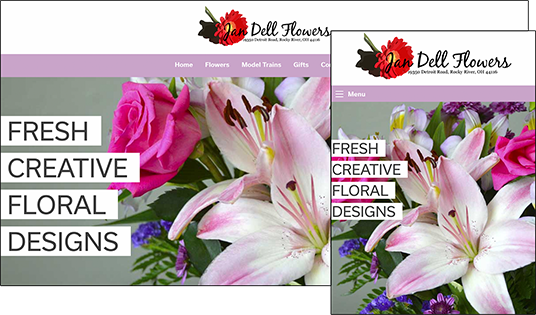 Jan Dell Flowers
19350 Detroit Road, Rocky River, OH 44116
Home Flowers Model Trains Gifts
FRESH
CREATIVE
FLORAL
DESIGNS
Jan Dell Flowers
19350 Detroit Road, Rocky River, OH 44116
Menu
FRESH
CREATIVE
FLORAL
DESIGNS